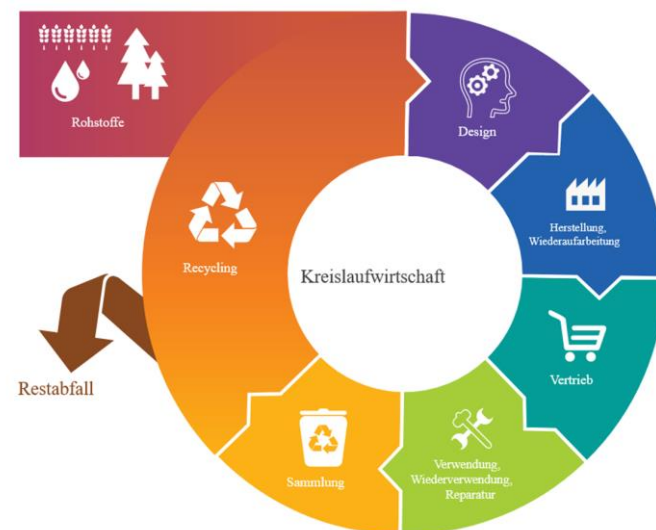 Rohstoffe
Design
Herstellung,
Wiederaufarbeitung
Recycling
Kreislaufwirtschaft
Vertrieb
Restabfall
Sammlung
Verwendung,
Wiederverwendung,
Reparatur